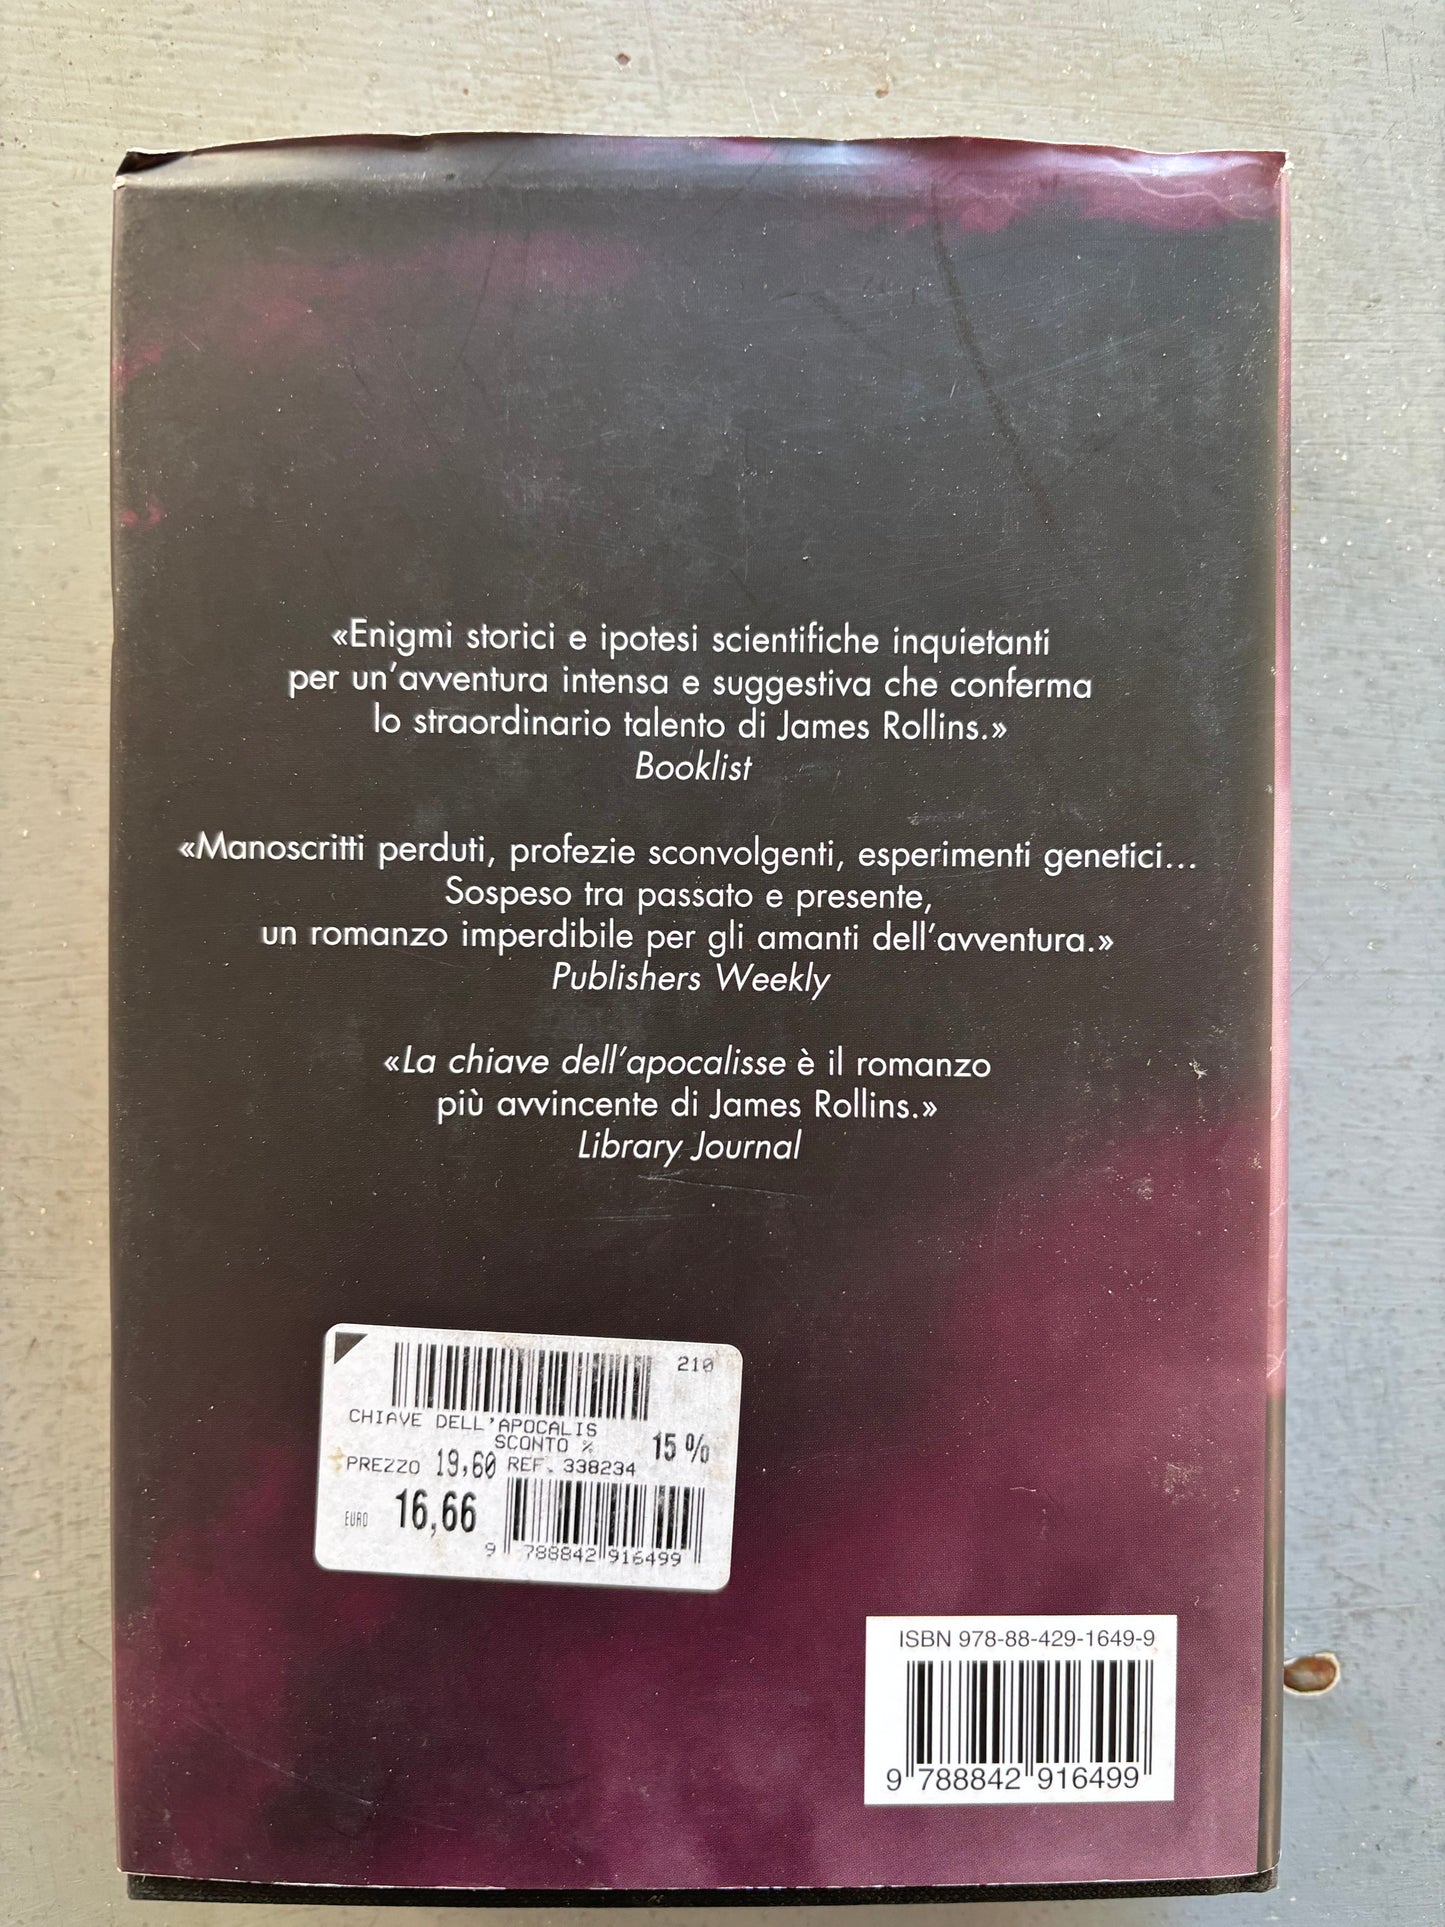 «Enigmi storici e ipotesi scientifiche inquietanti
per un'avventura intensa e suggestiva che conferma
lo straordinario talento di James Rollins.»
Booklist
«Manoscritti perduti, profezie sconvolgenti, esperimenti genetici...
Sospeso tra passato e presente,
un romanzo imperdibile per gli amanti dell'avventura.»
Publishers Weekly
«La chiave dell'apocalisse è il romanzo
più avvincente di James Rollins.»
Library Journal
210
CHIAVE DELL'APOCALIS
SCONTO % 15%
PREZZO 19,60 REF. 338234
EURO 16,66
9 788842 916499
ISBN 978-88-429-1649-9
9 788842 916499